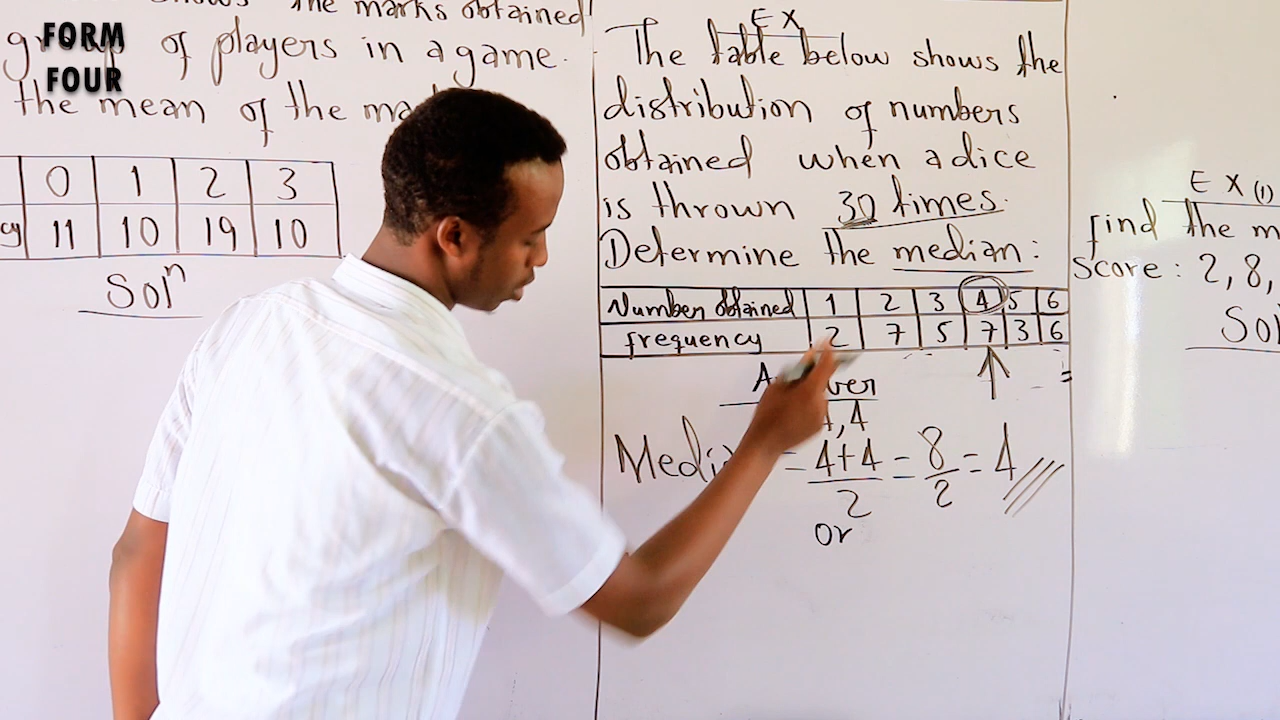 FORM
FOUR
the marks obtained
of players in a game.
the mean of the
0 1 2 3
11 10 19 10
Solⁿ
EX
The table below shows the
distribution of numbers
obtained when a dice
is thrown 30 times.
Determine the median:
Number obtained 1 2 3 4 5 6
frequency 2 7 5 7 3 6
4
= 4+4/2 = 8/2 = 4
or
EX (1)
find the
score: 2, 8,